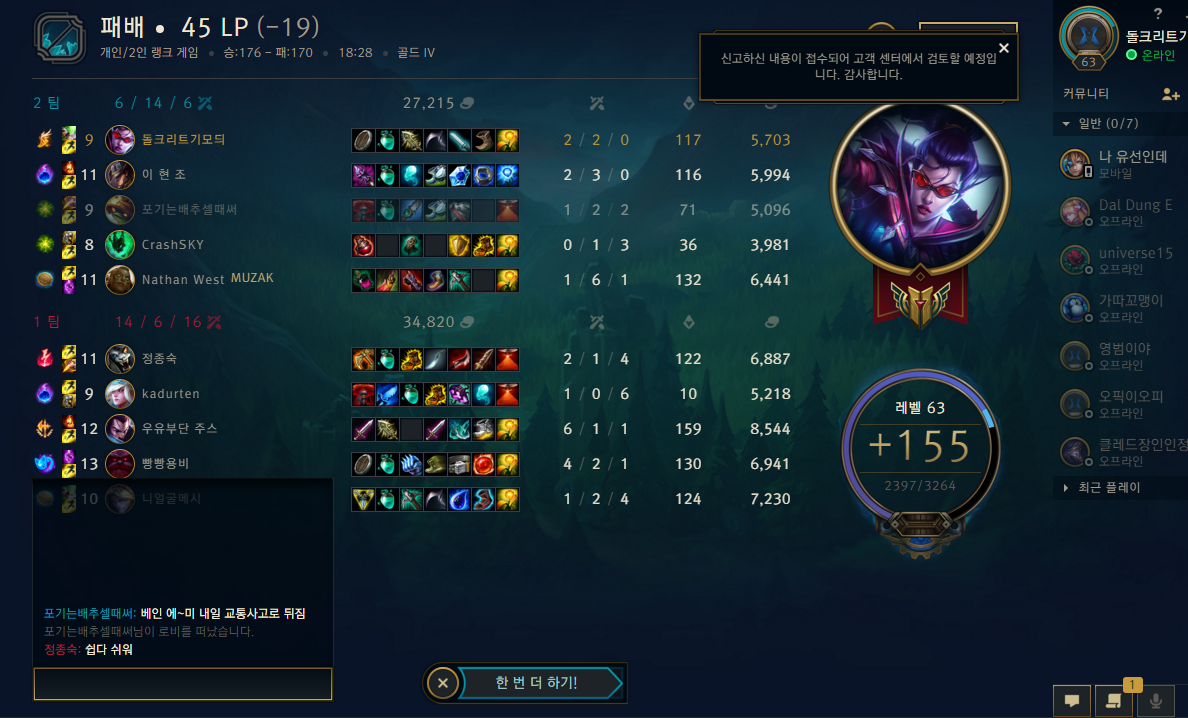 패배 • 45 LP (−19)
개인/2인 랭크 게임 • 승:176 – 패:170 • 18:28 • 골드 IV
신고하신 내용이 접수되어 고객 센터에서 검토할 예정입
니다. 감사합니다.
?
돌크리트기
온라인
63
커뮤니티
일반 (0/7)
2 팀 6 / 14 / 6 27,215
9 돌크리트기모듸 2 / 2 / 0 117 5,703
11 이 현 조 2 / 3 / 0 116 5,994
9 포기는배추셀때써 1 / 2 / 2 71 5,096
8 CrashSKY 0 / 1 / 3 36 3,981
11 Nathan West MUZAK 1 / 6 / 1 132 6,441
1 팀 14 / 6 / 16 34,820
11 정종숙 2 / 1 / 4 122 6,887
9 kadurten 1 / 0 / 6 10 5,218
12 우유부단 주스 6 / 1 / 1 159 8,544
13 빵빵용비 4 / 2 / 1 130 6,941
10 니얼굴메시 1 / 2 / 4 124 7,230
레벨 63
+155
2397/3264
나 유선인데
모바일
Dal Dung E
오프라인
universe15
오프라인
가따꼬맹이
오프라인
영범이야
오프라인
오픽이오피
오프라인
클레드장인인정
오프라인
최근 플레이
포기는배추셀때써: 베인 에~미 내일 교통사고로 뒤짐
포기는배추셀때써님이 로비를 떠났습니다.
정종숙: 쉽다 쉬워
한 번 더 하기!
1